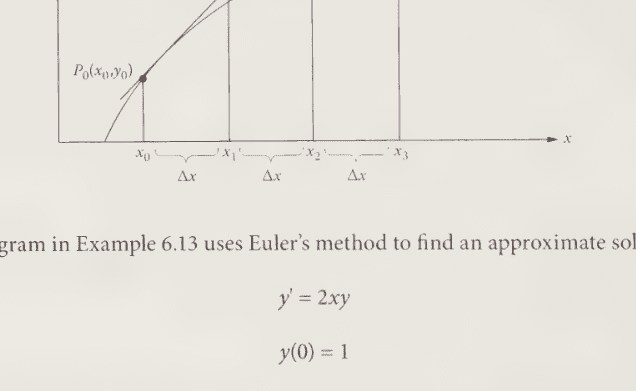 P₀(x₀,y₀)
x₀ x₁ x₂ x₃ x
Δx Δx Δx
gram in Example 6.13 uses Euler's method to find an approximate sol
y' = 2xy
y(0) = 1